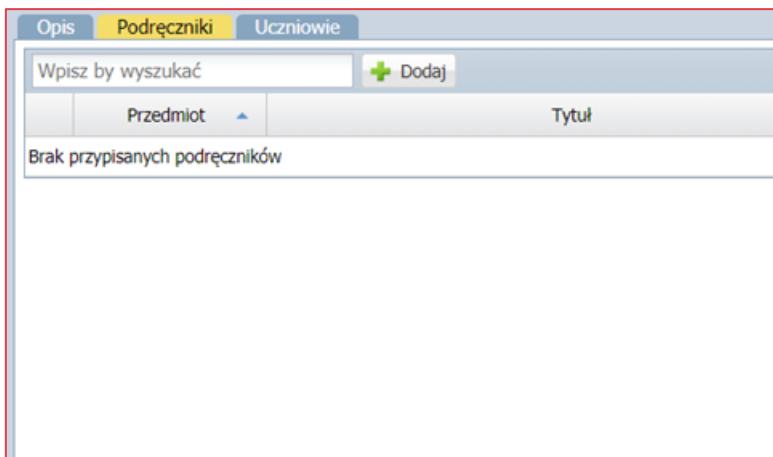 Opis Podręczniki Uczniowie
Wpisz by wyszukać Dodaj
Przedmiot Tytuł
Brak przypisanych podręczników